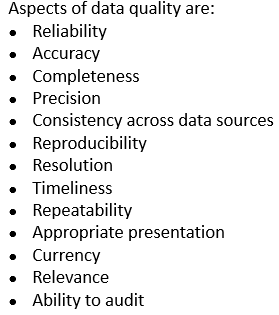 Aspects of data quality are:
• Reliability
• Accuracy
• Completeness
• Precision
• Consistency across data sources
• Reproducibility
• Resolution
• Timeliness
• Repeatability
• Appropriate presentation
• Currency
• Relevance
• Ability to audit